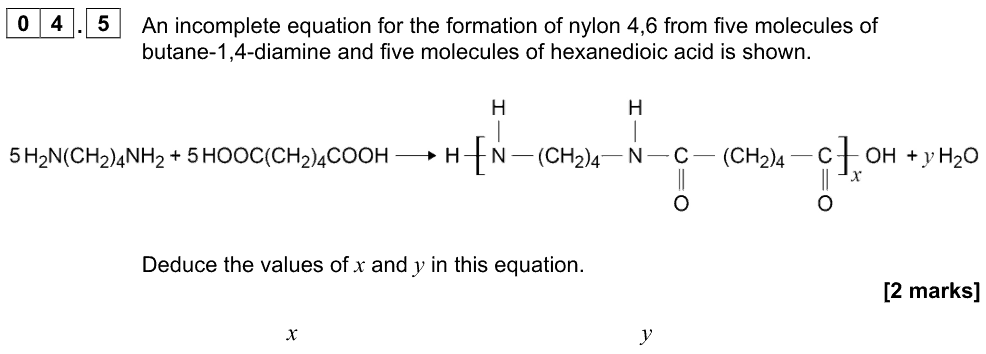 04.5 An incomplete equation for the formation of nylon 4,6 from five molecules of
butane-1,4-diamine and five molecules of hexanedioic acid is shown.
H H
5H₂N(CH₂)₄NH₂ + 5HOOC(CH₂)₄COOH ⟶ H–[N–(CH₂)₄–N–C–(CH₂)₄–C]ₓ OH + y H₂O
O O
Deduce the values of x and y in this equation.
[2 marks]
x y